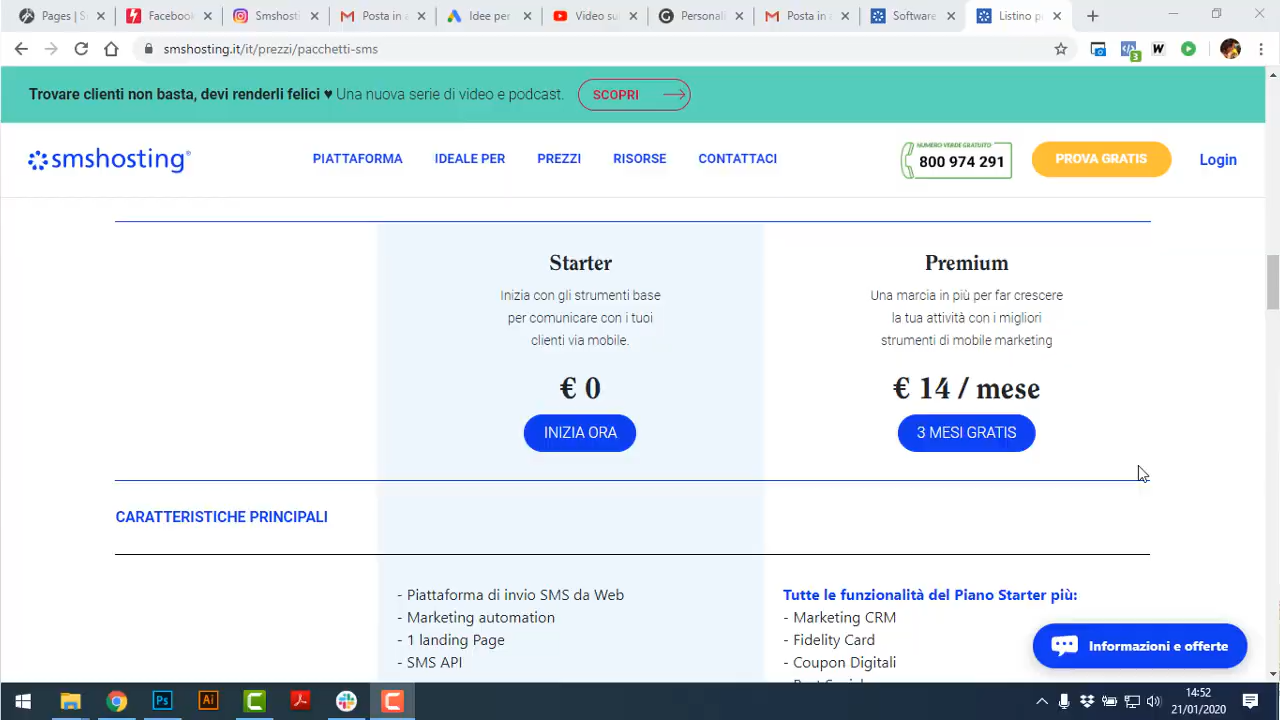 Pages | S
Facebook
Smshosti
Posta in a
Idee per
Video su
Personali
Posta in
Software
Listino p
smshosting.it/it/prezzi/pacchetti-sms
3
Trovare clienti non basta, devi renderli felici ♥ Una nuova serie di video e podcast. SCOPRI
smshosting®
PIATTAFORMA IDEALE PER PREZZI RISORSE CONTATTACI
NUMERO VERDE GRATUITO
800 974 291
PROVA GRATIS
Login
Starter
Inizia con gli strumenti base
per comunicare con i tuoi
clienti via mobile.
€ 0
INIZIA ORA
Premium
Una marcia in più per far crescere
la tua attività con i migliori
strumenti di mobile marketing
€ 14 / mese
3 MESI GRATIS
CARATTERISTICHE PRINCIPALI
- Piattaforma di invio SMS da Web
- Marketing automation
- 1 landing Page
- SMS API
Tutte le funzionalità del Piano Starter più:
- Marketing CRM
- Fidelity Card
- Coupon Digitali
Informazioni e offerte
Ps
Ai
14:52
21/01/2020